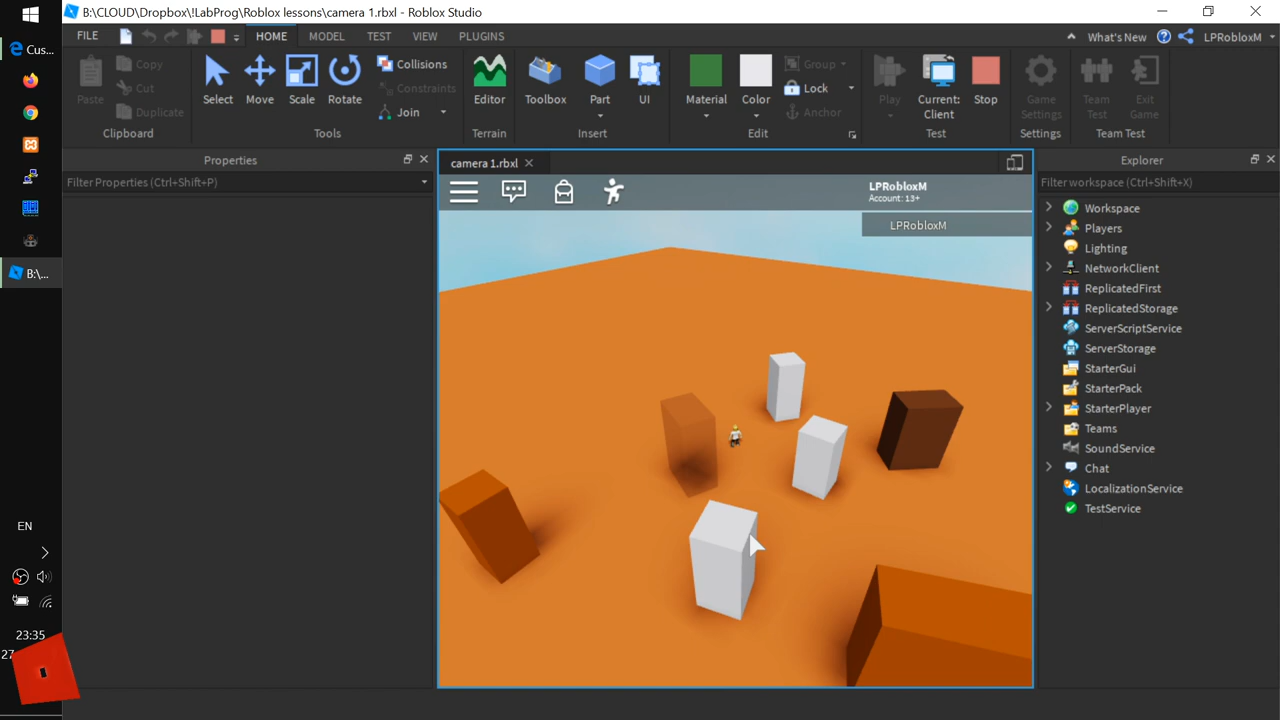 B:\CLOUD\Dropbox\!LabProg\Roblox lessons\camera 1.rbxl - Roblox Studio
FILE HOME MODEL TEST VIEW PLUGINS What's New LPRobloxM
Paste Copy Cut Duplicate
Clipboard
Select Move Scale Rotate Collisions Constraints Join
Tools
Editor
Terrain
Toolbox Part UI
Insert
Material Color Group Lock Anchor
Edit
Play Current: Client Stop
Test
Game Settings
Settings
Team Test Exit Game
Team Test
Properties
Filter Properties (Ctrl+Shift+P)
camera 1.rbxl
LPRobloxM
Account: 13+
LPRobloxM
Explorer
Filter workspace (Ctrl+Shift+X)
Workspace
Players
Lighting
NetworkClient
ReplicatedFirst
ReplicatedStorage
ServerScriptService
ServerStorage
StarterGui
StarterPack
StarterPlayer
Teams
SoundService
Chat
LocalizationService
TestService
Cus...
B:\...
EN
23:35